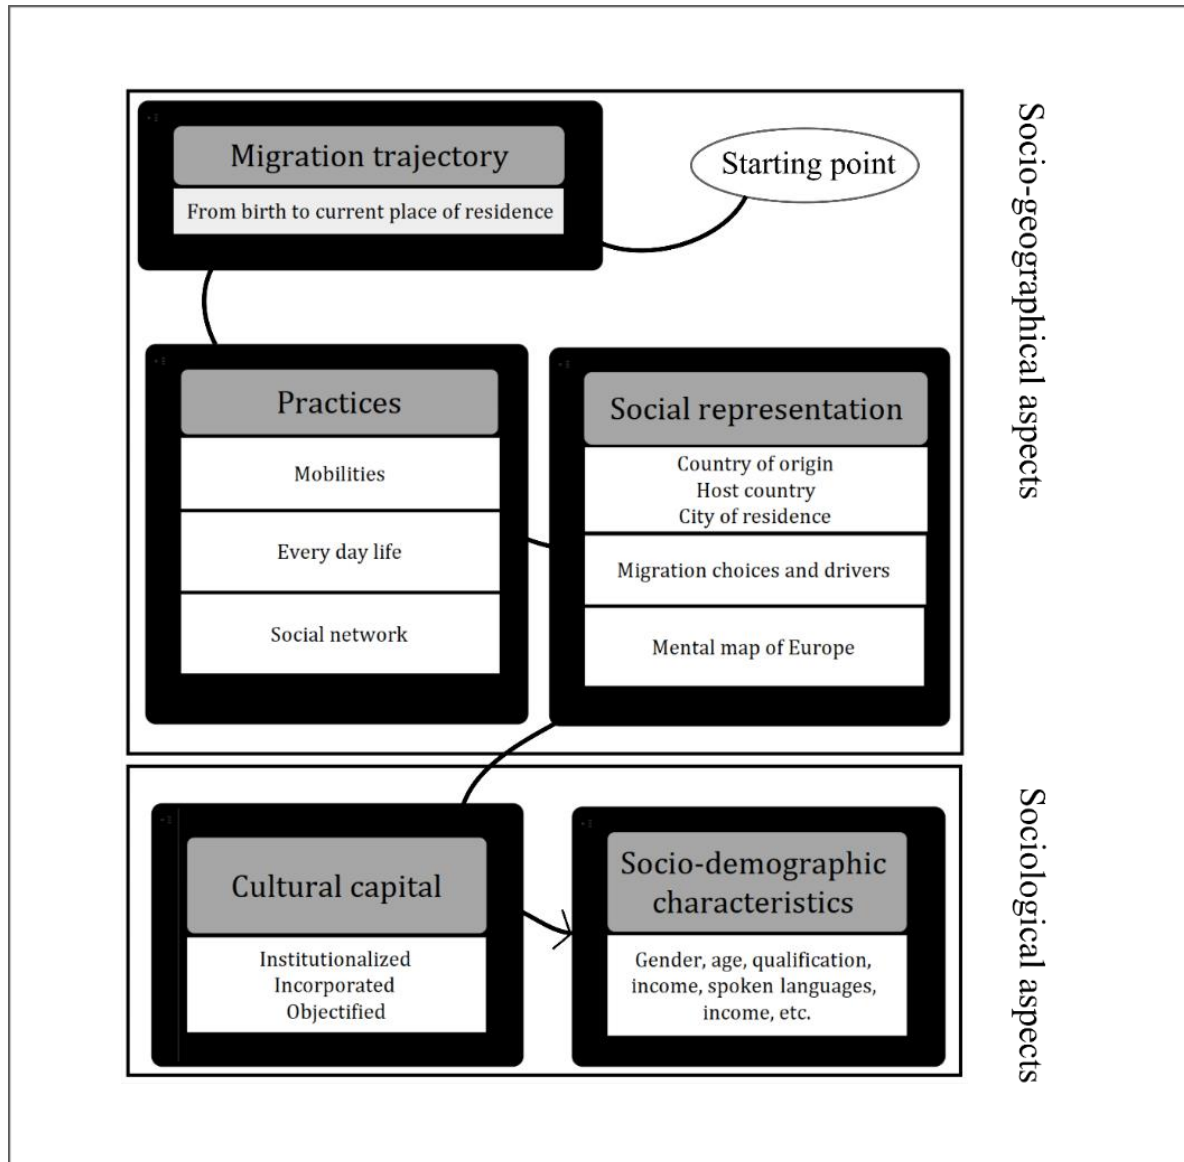 Migration trajectory
From birth to current place of residence
Starting point
Practices
Mobilities
Every day life
Social network
Social representation
Country of origin
Host country
City of residence
Migration choices and drivers
Mental map of Europe
Socio-geographical aspects
Cultural capital
Institutionalized
Incorporated
Objectified
Socio-demographic
characteristics
Gender, age, qualification,
income, spoken languages,
income, etc.
Sociological aspects